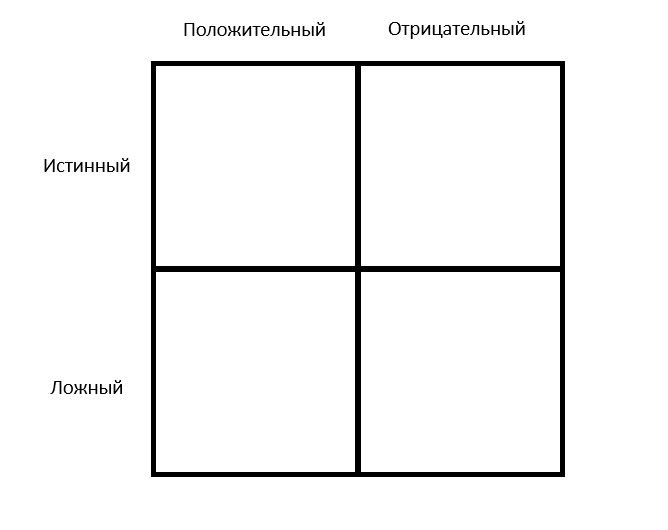 Положительный Отрицательный
Истинный
Ложный